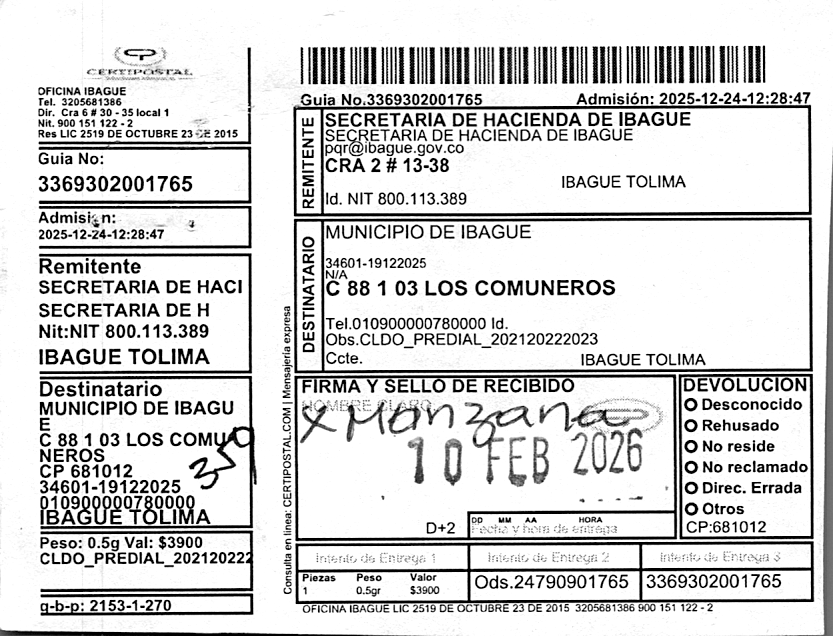 CERTIPOSTAL
OFICINA IBAGUE
Tel. 3205681386
Dir. Cra 6 # 30 - 35 local 1
Nit. 900 151 122 - 2
Res LIC 2519 DE OCTUBRE 23 DE 2015
Guia No:
3369302001765
Admisión:
2025-12-24-12:28:47
Remitente
SECRETARIA DE HACI
SECRETARIA DE H
Nit:NIT 800.113.389
IBAGUE TOLIMA
Destinatario
MUNICIPIO DE IBAGU
E
C 88 1 03 LOS COMU
NEROS
CP 681012
34601-19122025
010900000780000
IBAGUE TOLIMA
359
Peso: 0.5g Val: $3900
CLDO_PREDIAL_202120222
g-b-p: 2153-1-270
Consulta en línea: CERTIPOSTAL.COM | Mensajería expresa
Guia No.3369302001765 Admisión: 2025-12-24-12:28:47
REMITENTE
SECRETARIA DE HACIENDA DE IBAGUE
SECRETARIA DE HACIENDA DE IBAGUE
pqr@ibague.gov.co
CRA 2 # 13-38
IBAGUE TOLIMA
Id. NIT 800.113.389
DESTINATARIO
MUNICIPIO DE IBAGUE
34601-19122025
N/A
C 88 1 03 LOS COMUNEROS
Tel.010900000780000 Id.
Obs.CLDO_PREDIAL_202120222023
Ccte. IBAGUE TOLIMA
FIRMA Y SELLO DE RECIBIDO
NOMBRE CLARO
x Manzana
10 FEB 2026
D+2
DD MM AA HORA
Fecha y hora de entrega
DEVOLUCION
Desconocido
Rehusado
No reside
No reclamado
Direc. Errada
Otros
CP:681012
Intento de Entrega 1 Intento de Entrega 2 Intento de Entrega 3
Piezas Peso Valor
1 0.5gr $3900
Ods.24790901765 3369302001765
OFICINA IBAGUE LIC 2519 DE OCTUBRE 23 DE 2015 3205681386 900 151 122 - 2